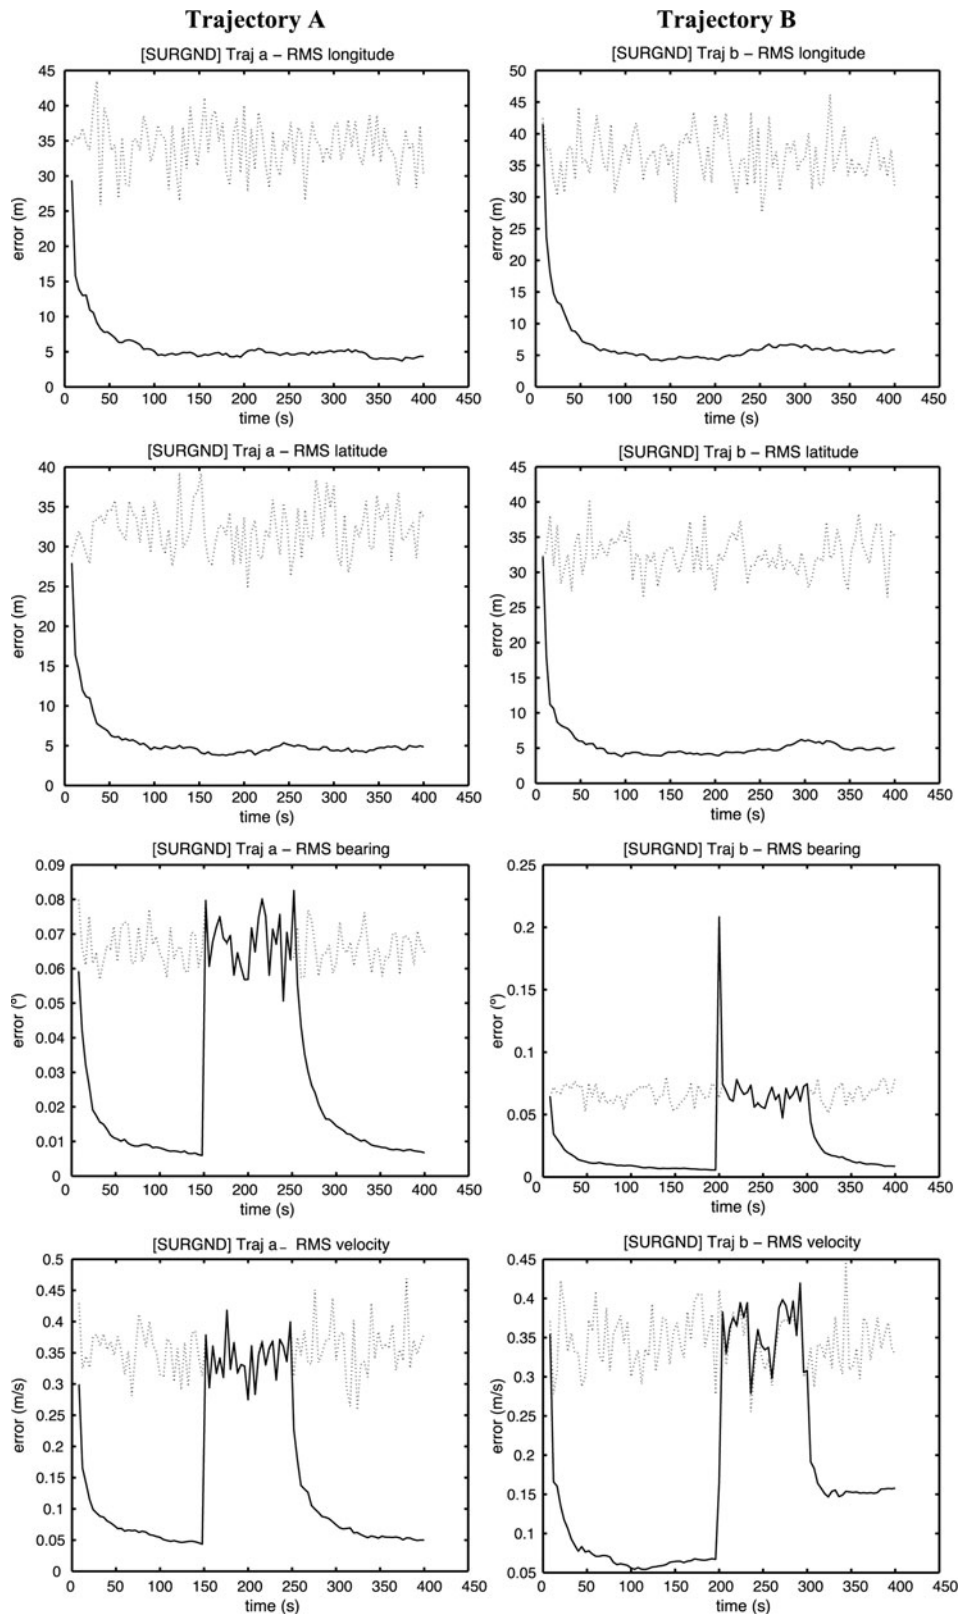 Trajectory A
Trajectory B
[SURGND] Traj a – RMS longitude
45
40
35
30
25
20
15
10
5
0
error (m)
0 50 100 150 200 250 300 350 400 450
time (s)
[SURGND] Traj b – RMS longitude
50
45
40
35
30
25
20
15
10
5
0
error (m)
0 50 100 150 200 250 300 350 400 450
time (s)
[SURGND] Traj a – RMS latitude
40
35
30
25
20
15
10
5
0
error (m)
0 50 100 150 200 250 300 350 400 450
time (s)
[SURGND] Traj b – RMS latitude
45
40
35
30
25
20
15
10
5
0
error (m)
0 50 100 150 200 250 300 350 400 450
time (s)
[SURGND] Traj a – RMS bearing
0.09
0.08
0.07
0.06
0.05
0.04
0.03
0.02
0.01
0
error (º)
0 50 100 150 200 250 300 350 400 450
time (s)
[SURGND] Traj b – RMS bearing
0.25
0.2
0.15
0.1
0.05
0
error (º)
0 50 100 150 200 250 300 350 400 450
time (s)
[SURGND] Traj a – RMS velocity
0.5
0.45
0.4
0.35
0.3
0.25
0.2
0.15
0.1
0.05
0
error (m/s)
0 50 100 150 200 250 300 350 400 450
time (s)
[SURGND] Traj b – RMS velocity
0.45
0.4
0.35
0.3
0.25
0.2
0.15
0.1
0.05
error (m/s)
0 50 100 150 200 250 300 350 400 450
time (s)